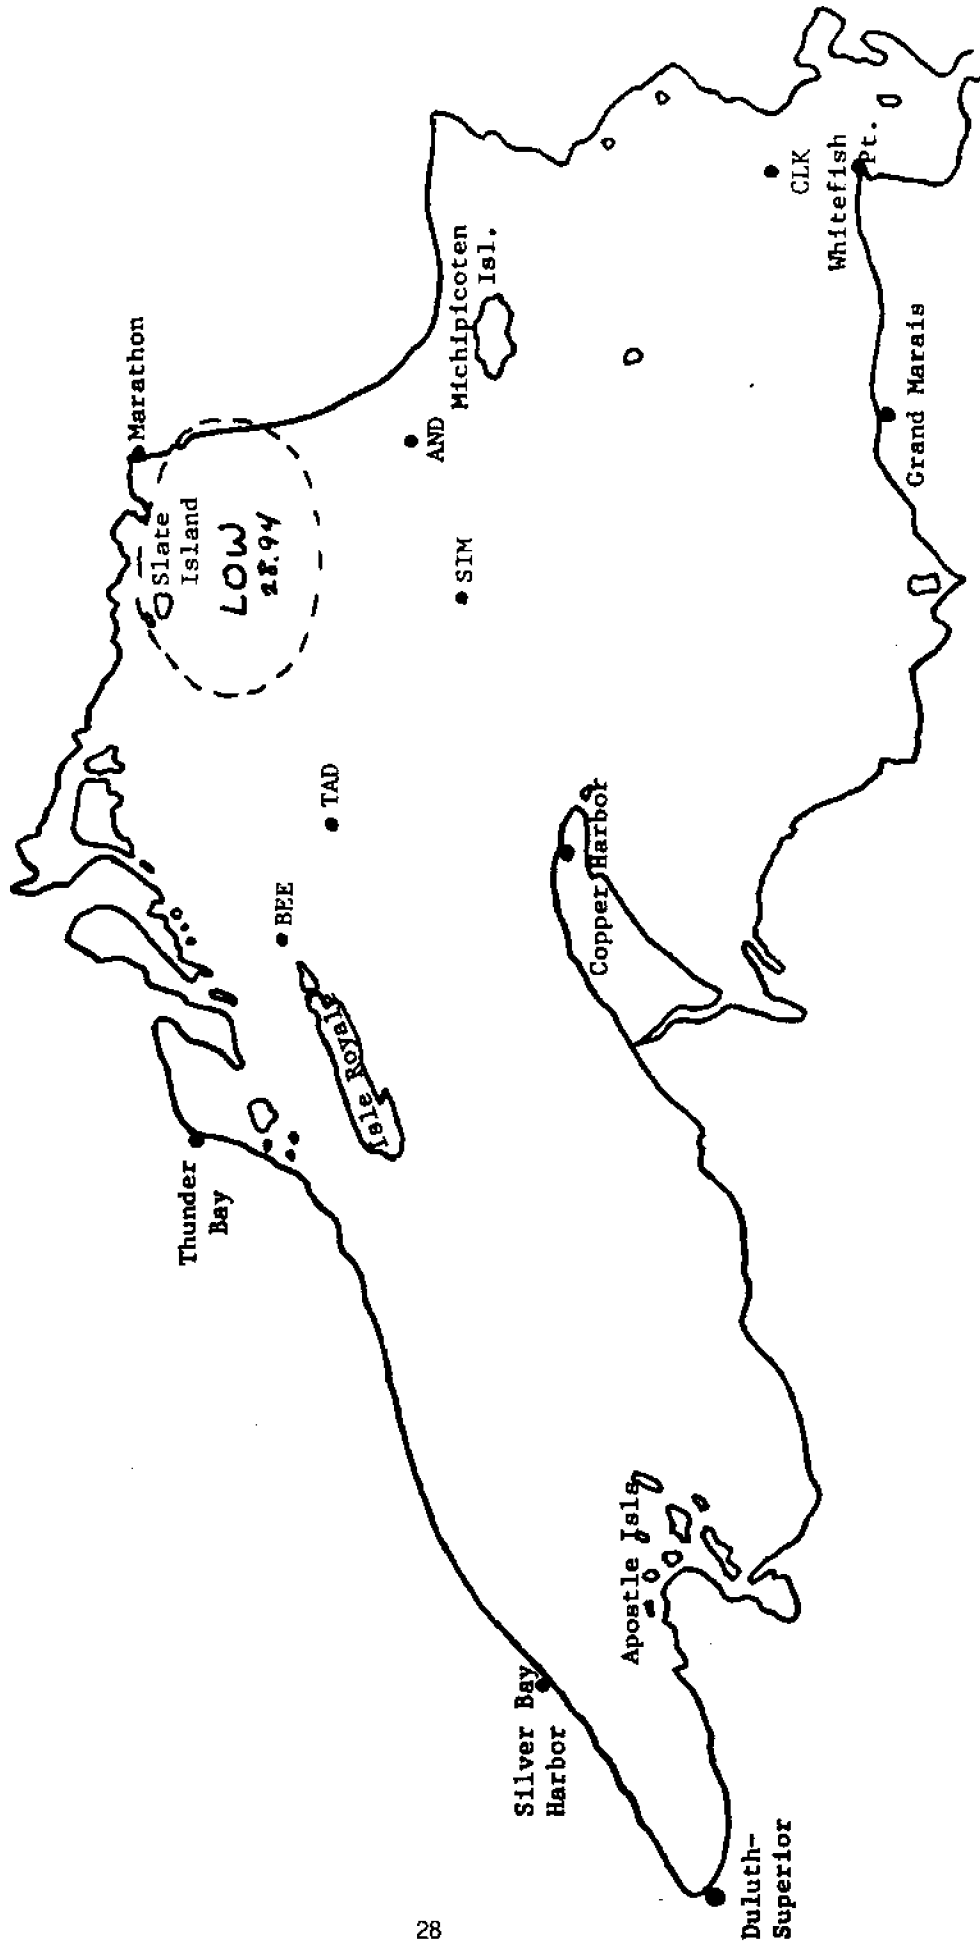 Marathon
Slate
Island
LOW
28.94
AND
Michipicoten
Isl.
SIM
CLK
Whitefish
Pt.
Grand Marais
TAD
BEE
Isle Royale
Copper Harbor
Thunder
Bay
Silver Bay
Harbor
Apostle Isls
Duluth-
Superior
28